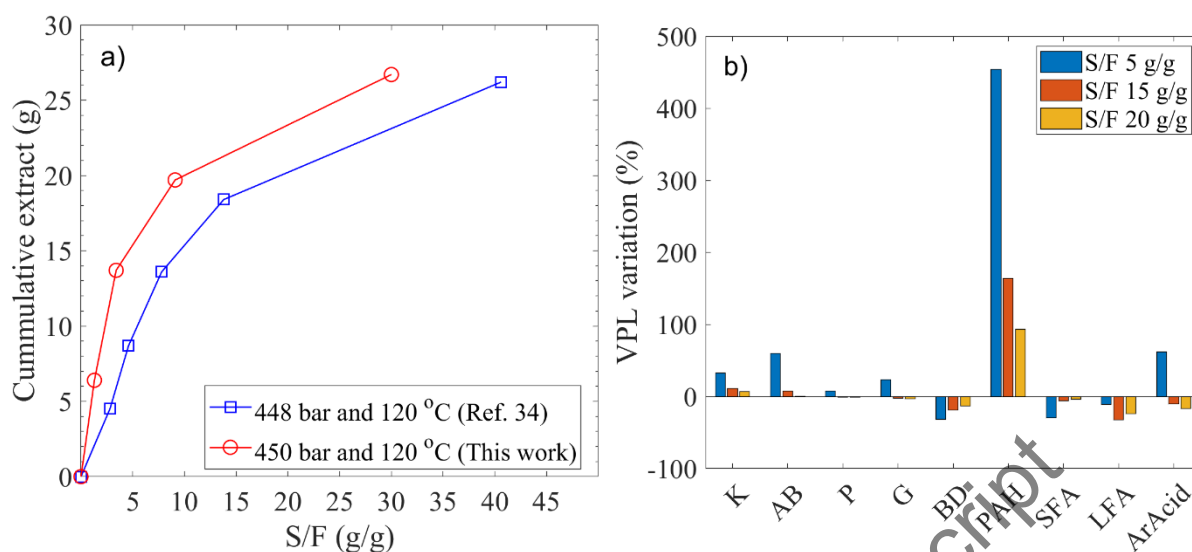 a)
30
25
20
15
10
5
0
Cummulative extract (g)
5 10 15 20 25 30 35 40 45
S/F (g/g)
448 bar and 120 °C (Ref. 34)
450 bar and 120 °C (This work)
b)
500
400
300
200
100
0
-100
VPL variation (%)
S/F 5 g/g
S/F 15 g/g
S/F 20 g/g
K AB P G BD PAH SFA LFA ArAcid
cript